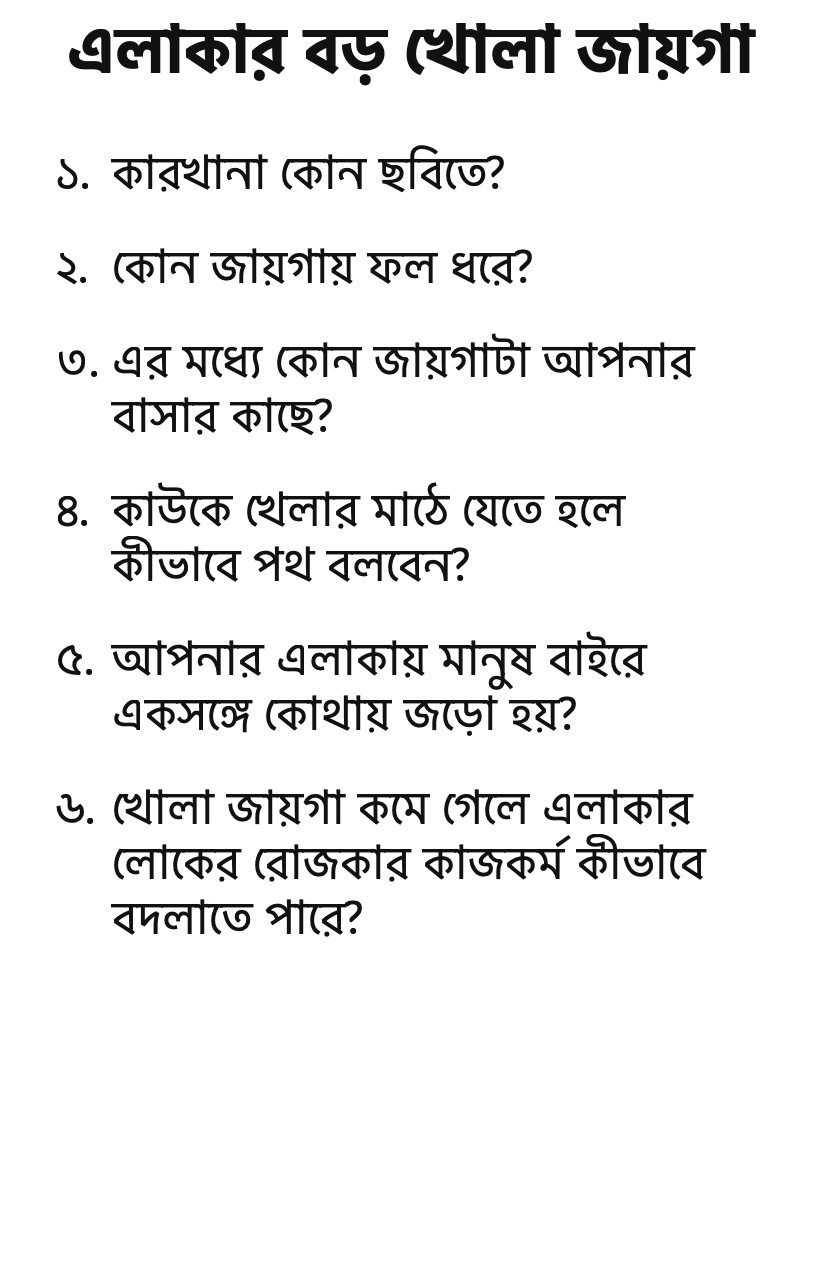 এলাকার বড় খোলা জায়গা
১. কারখানা কোন ছবিতে?
২. কোন জায়গায় ফল ধরে?
৩. এর মধ্যে কোন জায়গাটা আপনার
বাসার কাছে?
৪. কাউকে খেলার মাঠে যেতে হলে
কীভাবে পথ বলবেন?
৫. আপনার এলাকায় মানুষ বাইরে
একসঙ্গে কোথায় জড়ো হয়?
৬. খোলা জায়গা কমে গেলে এলাকার
লোকের রোজকার কাজকর্ম কীভাবে
বদলাতে পারে?